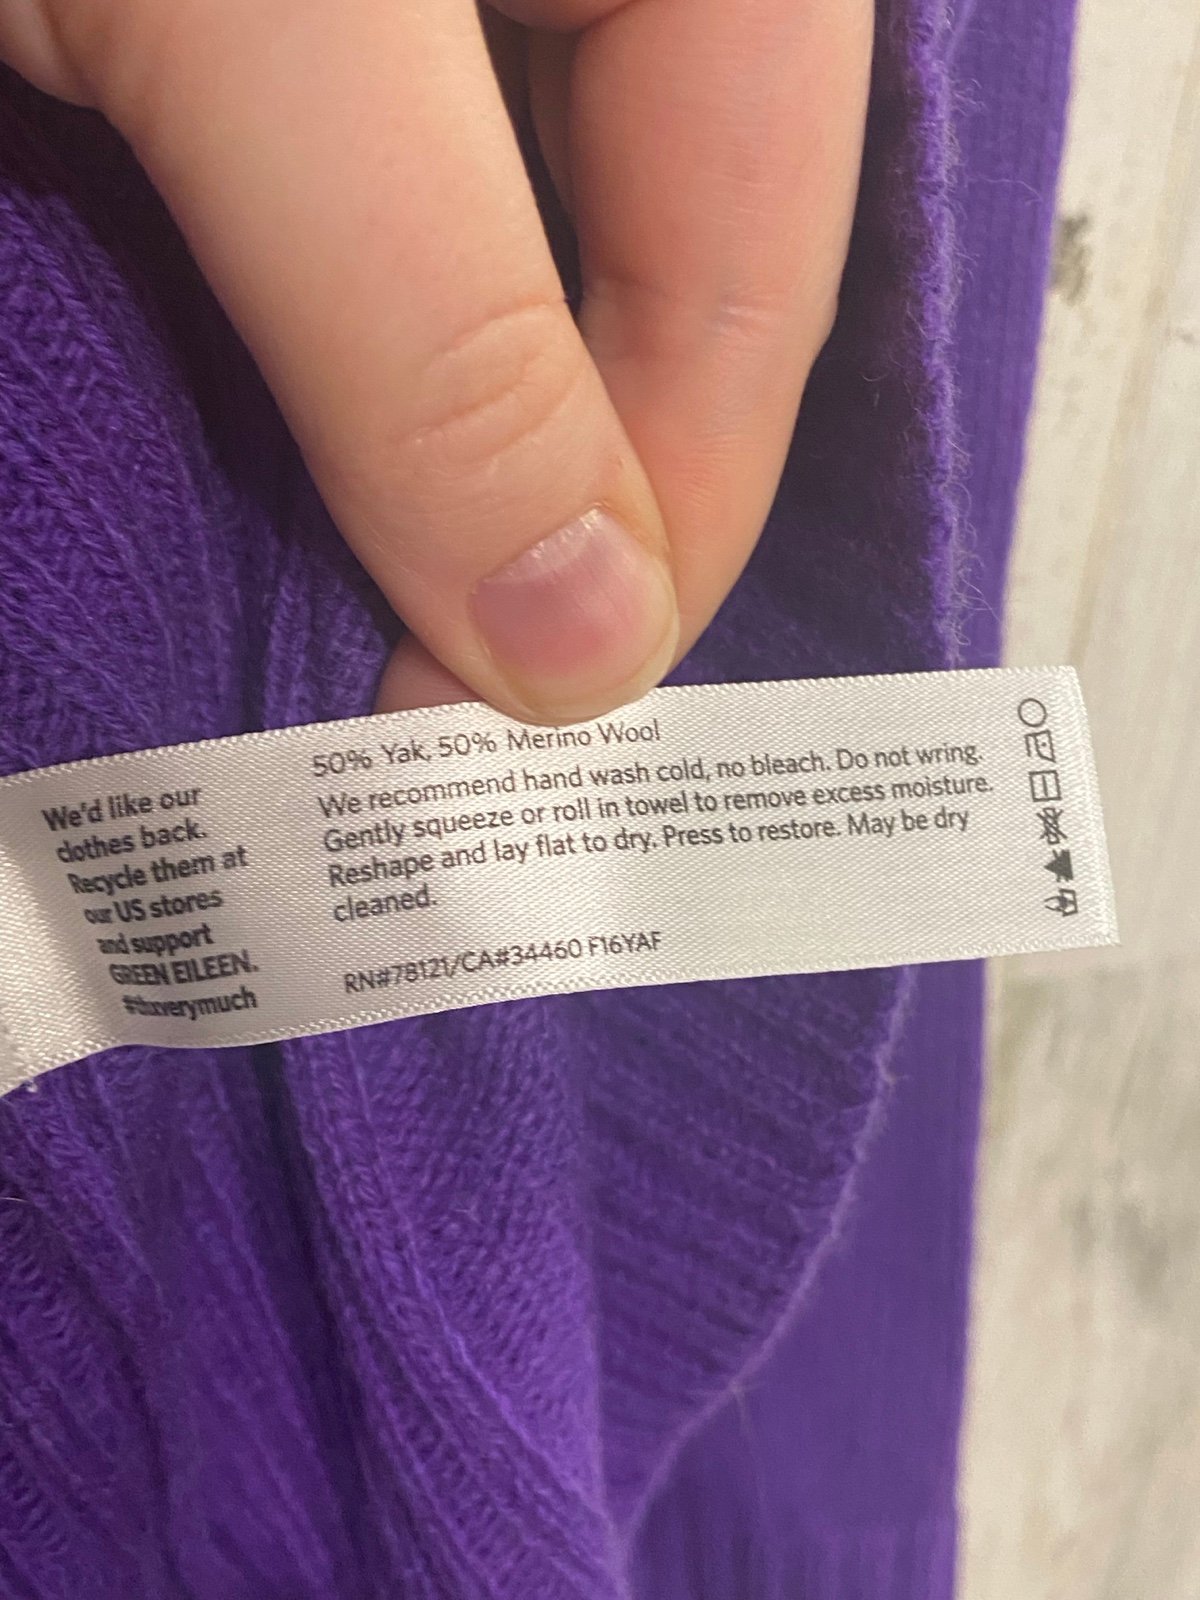 We'd like our
clothes back.
Recycle them at
our US stores
and support
GREEN EILEEN.
50% Yak, 50% Merino Wool
We recommend hand wash cold, no bleach. Do not wring.
Gently squeeze or roll in towel to remove excess moisture.
Reshape and lay flat to dry. Press to restore. May be dry
cleaned.
RN#78121/CA#34460 F16YAF